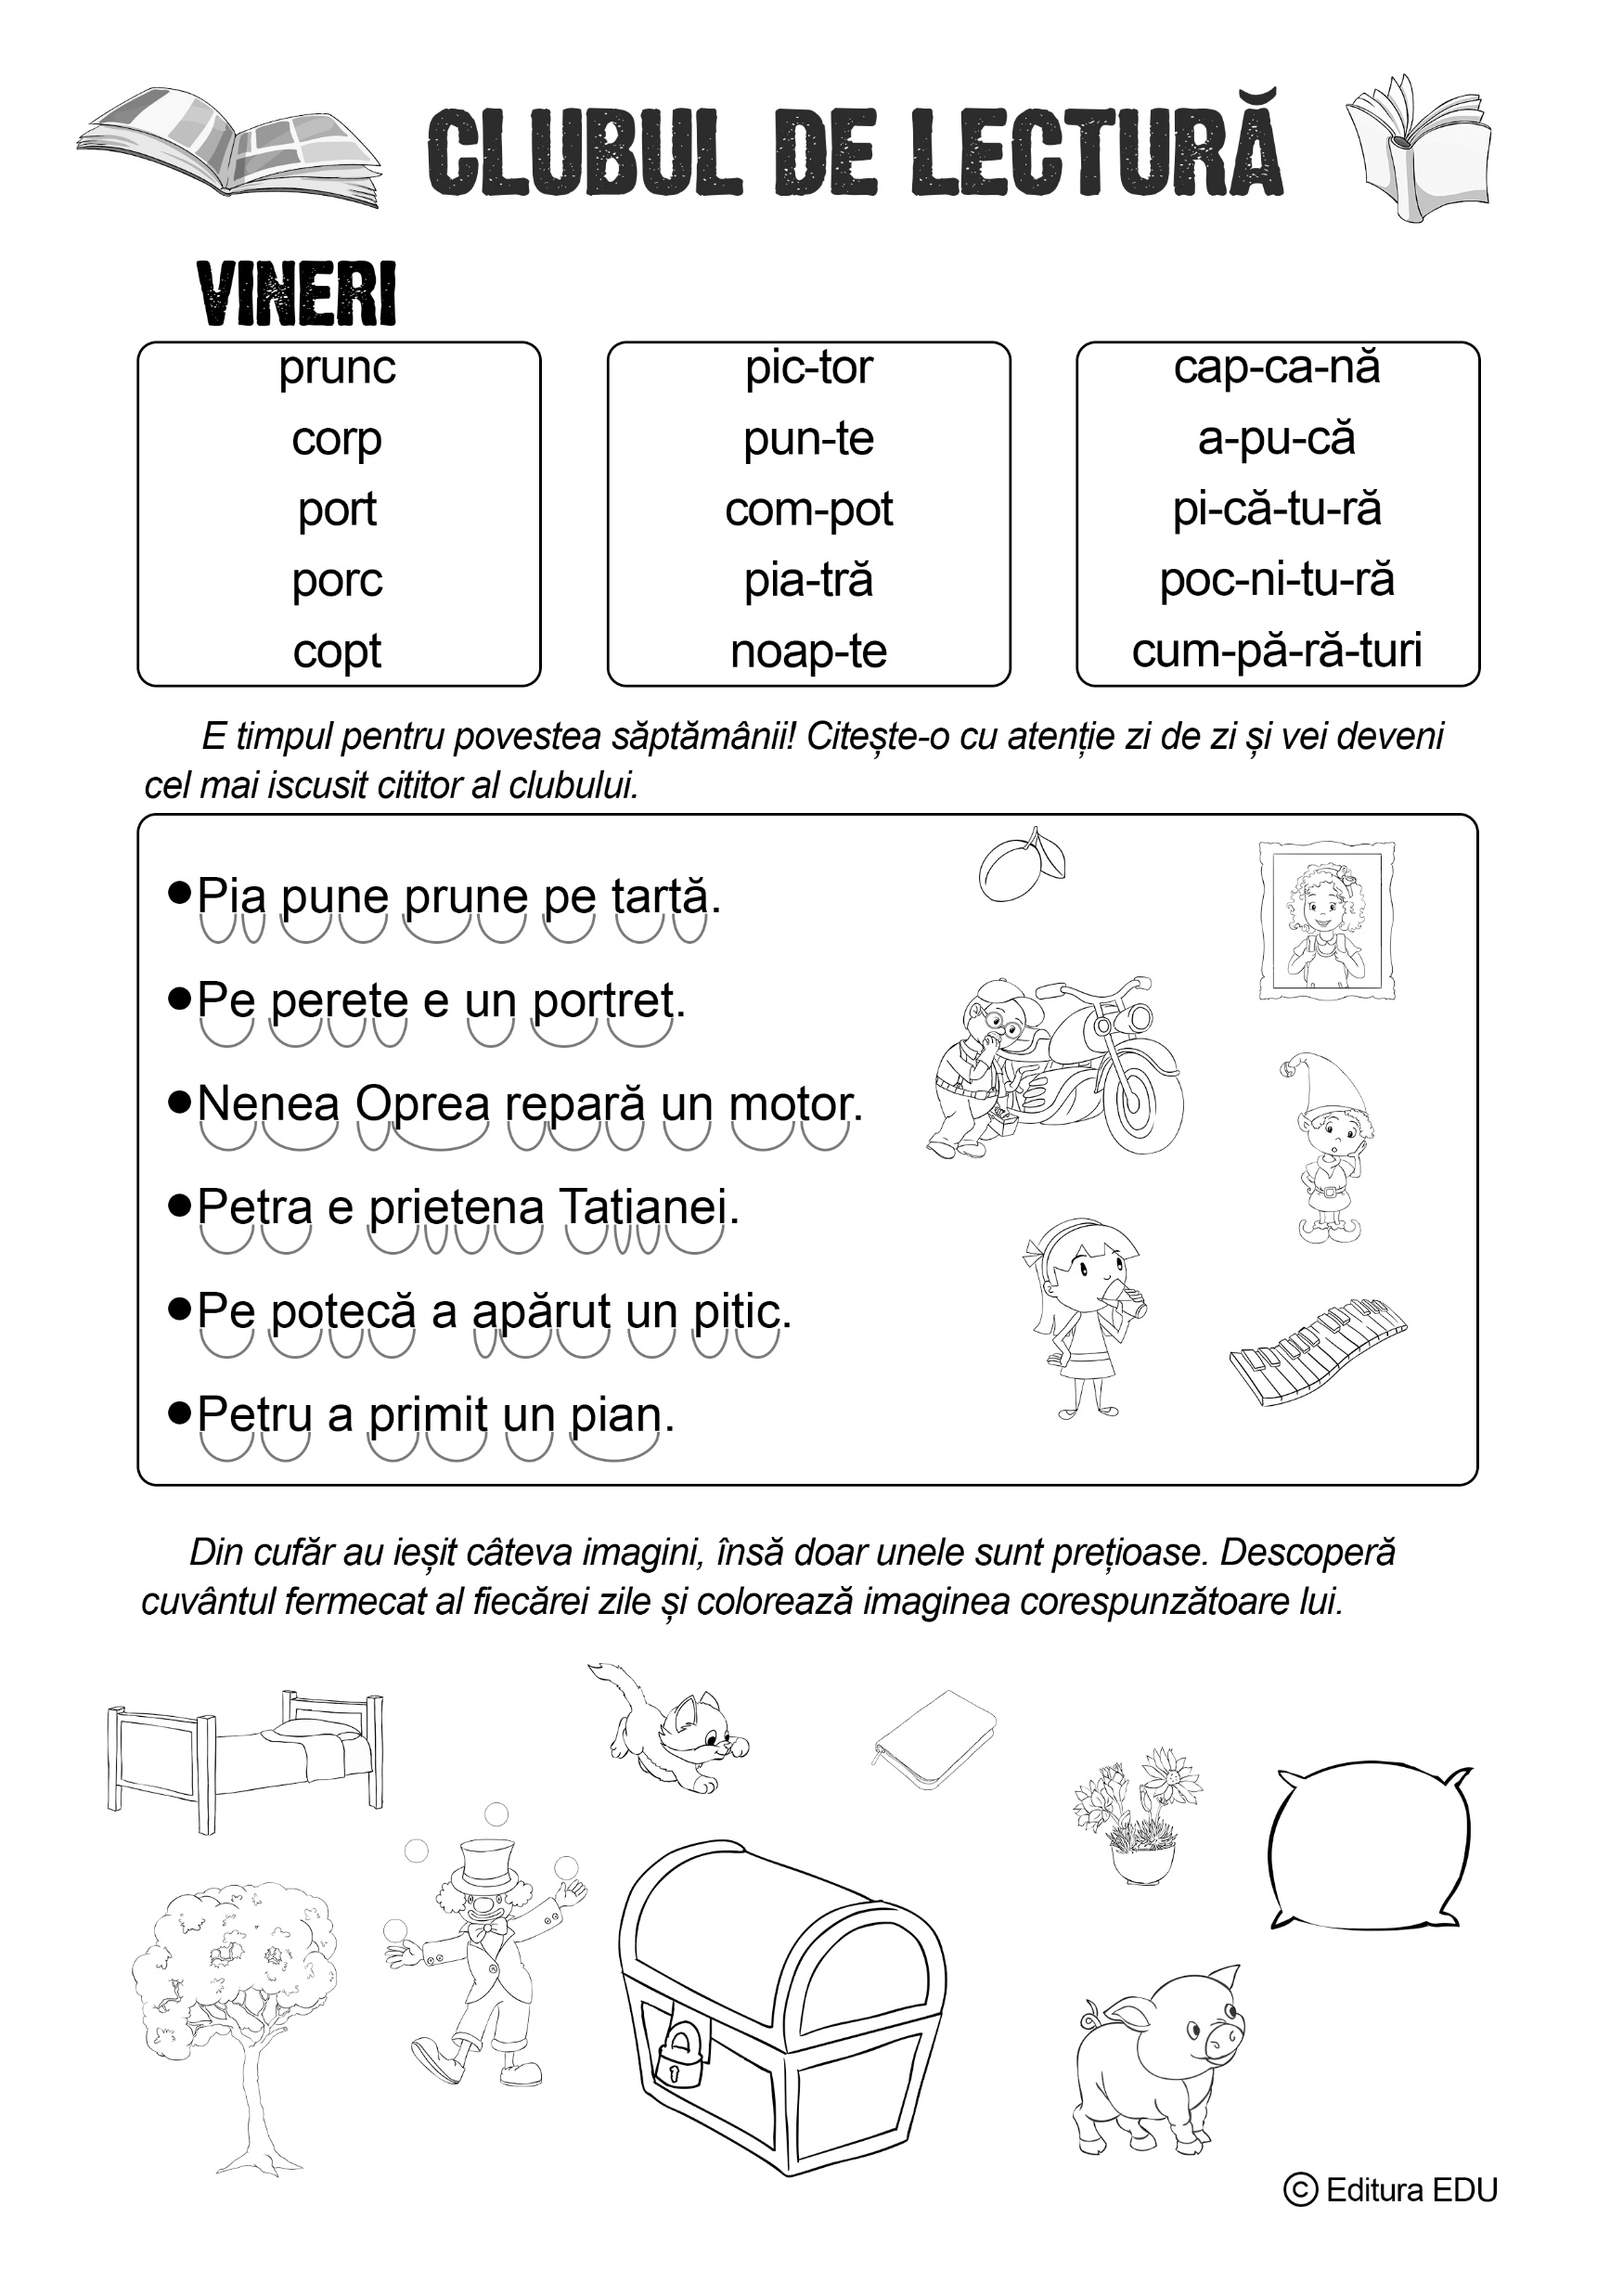 CLUBUL DE LECTURĂ
VINERI
prunc
corp
port
porc
copt
pic-tor
pun-te
com-pot
pia-tră
noap-te
cap-ca-nă
a-pu-că
pi-că-tu-ră
poc-ni-tu-ră
cum-pă-ră-turi
E timpul pentru povestea săptămânii! Citește-o cu atenție zi de zi și vei deveni
cel mai iscusit cititor al clubului.
•Pia pune prune pe tartă.
•Pe perete e un portret.
•Nenea Oprea repară un motor.
•Petra e prietena Tatianei.
•Pe potecă a apărut un pitic.
•Petru a primit un pian.
Din cufăr au ieșit câteva imagini, însă doar unele sunt prețioase. Descoperă
cuvântul fermecat al fiecărei zile și colorează imaginea corespunzătoare lui.
© Editura EDU